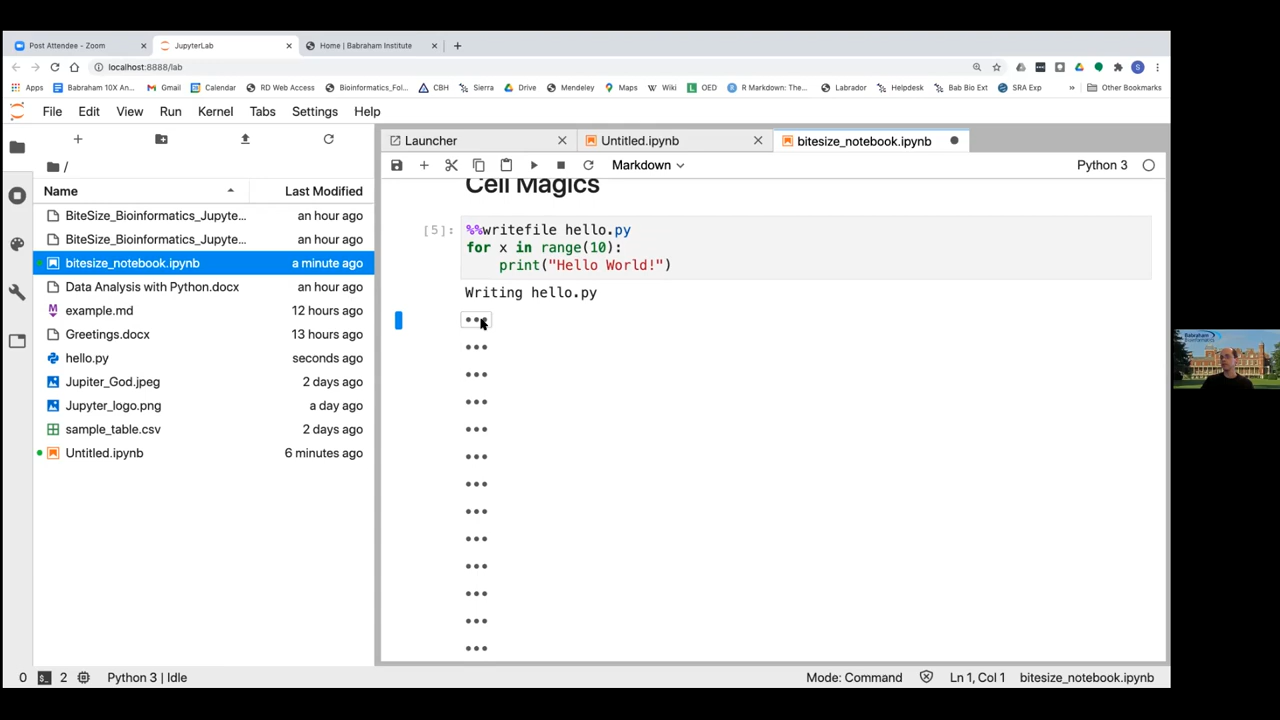 Post Attendee - Zoom
JupyterLab
Home | Babraham Institute
localhost:8888/lab
S
Apps
Babraham 10X An...
Gmail
Calendar
RD Web Access
Bioinformatics_Fol...
CBH
Sierra
Drive
Mendeley
Maps
Wiki
OED
R Markdown: The...
Labrador
Helpdesk
Bab Bio Ext
SRA Exp
»
Other Bookmarks
File Edit View Run Kernel Tabs Settings Help
Launcher
Untitled.ipynb
bitesize_notebook.ipynb
Markdown
Python 3
/
Name
Last Modified
BiteSize_Bioinformatics_Jupyte... an hour ago
BiteSize_Bioinformatics_Jupyte... an hour ago
bitesize_notebook.ipynb a minute ago
Data Analysis with Python.docx an hour ago
example.md 12 hours ago
Greetings.docx 13 hours ago
hello.py seconds ago
Jupiter_God.jpeg 2 days ago
Jupyter_logo.png a day ago
sample_table.csv 2 days ago
Untitled.ipynb 6 minutes ago
Cell Magics
[5]: %%writefile hello.py
for x in range(10):
    print("Hello World!")
Writing hello.py
Babraham
Bioinformatics
0 2 Python 3 | Idle
Mode: Command
Ln 1, Col 1
bitesize_notebook.ipynb